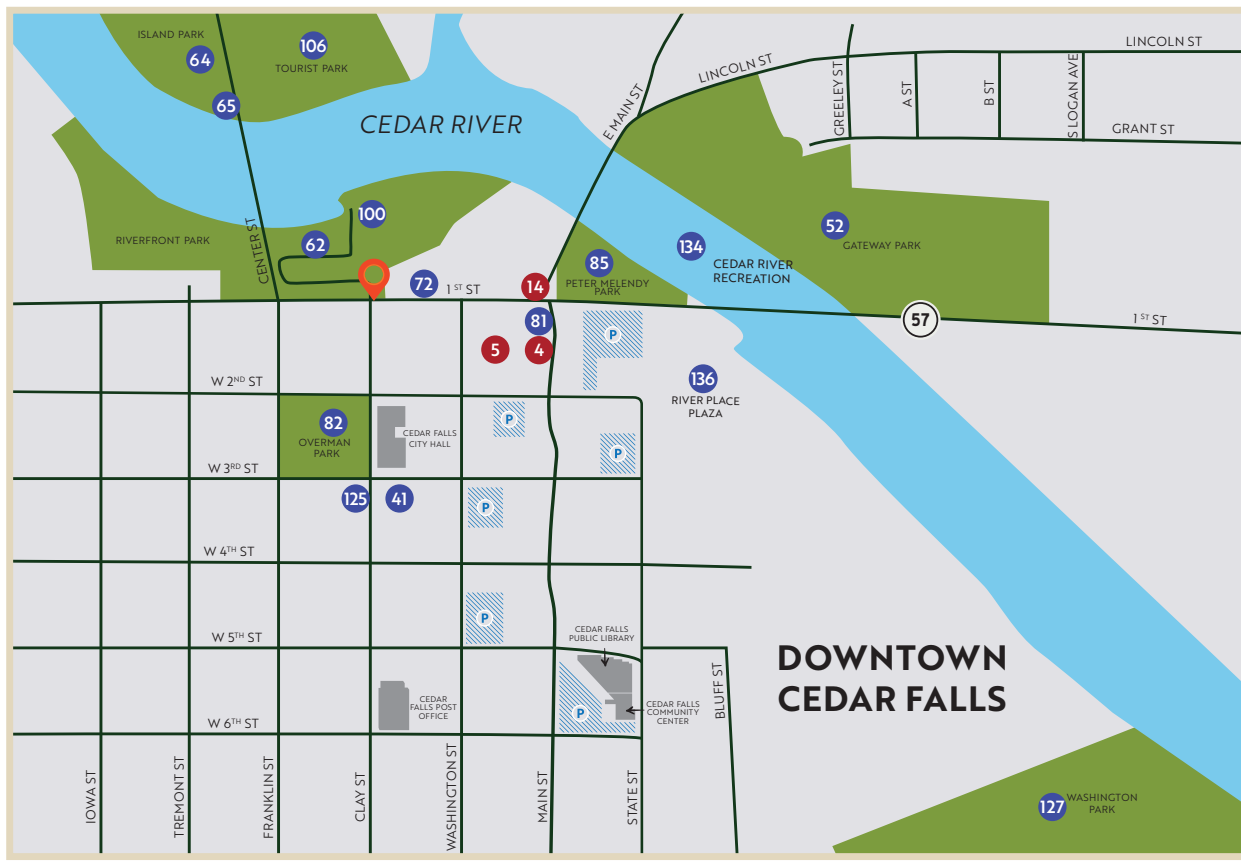 ISLAND PARK
64
106
TOURIST PARK
65
CEDAR RIVER
E MAIN ST
LINCOLN ST
LINCOLN ST
GREELEY ST
A ST
B ST
S LOGAN AVE
GRANT ST
100
RIVERFRONT PARK
CENTER ST
62
52
GATEWAY PARK
134
CEDAR RIVER
RECREATION
85
PETER MELENDY
PARK
72
1ST ST
14
57
1ST ST
81
5
4
P
W 2ND ST
136
RIVER PLACE
PLAZA
82
OVERMAN
PARK
CEDAR FALLS
CITY HALL
P
P
W 3RD ST
125
41
P
W 4TH ST
P
W 5TH ST
CEDAR FALLS
PUBLIC LIBRARY
DOWNTOWN
CEDAR FALLS
CEDAR
FALLS POST
OFFICE
P
CEDAR FALLS
COMMUNITY
CENTER
BLUFF ST
W 6TH ST
IOWA ST
TREMONT ST
FRANKLIN ST
CLAY ST
WASHINGTON ST
MAIN ST
STATE ST
127
WASHINGTON
PARK